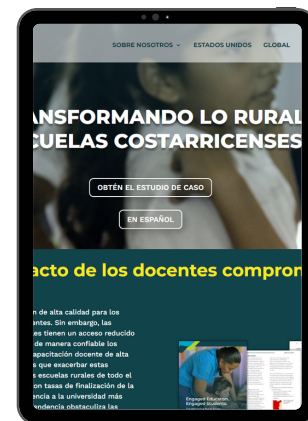 SOBRE NOSOTROS ESTADOS UNIDOS GLOBAL
ANSFORMANDO LO RURAL
CUELAS COSTARRICENSES
OBTÉN EL ESTUDIO DE CASO
EN ESPAÑOL
acto de los docentes compron
n de alta calidad para los
entes. Sin embargo, las
les tienen un acceso reducido
de manera confiable los
apacitación docente de alta
s que exacerbar estas
s escuelas rurales de todo el
on tasas de finalización de la
encia a la universidad más
endencia obstaculiza las
Engaged Educators,
Engaged Students: